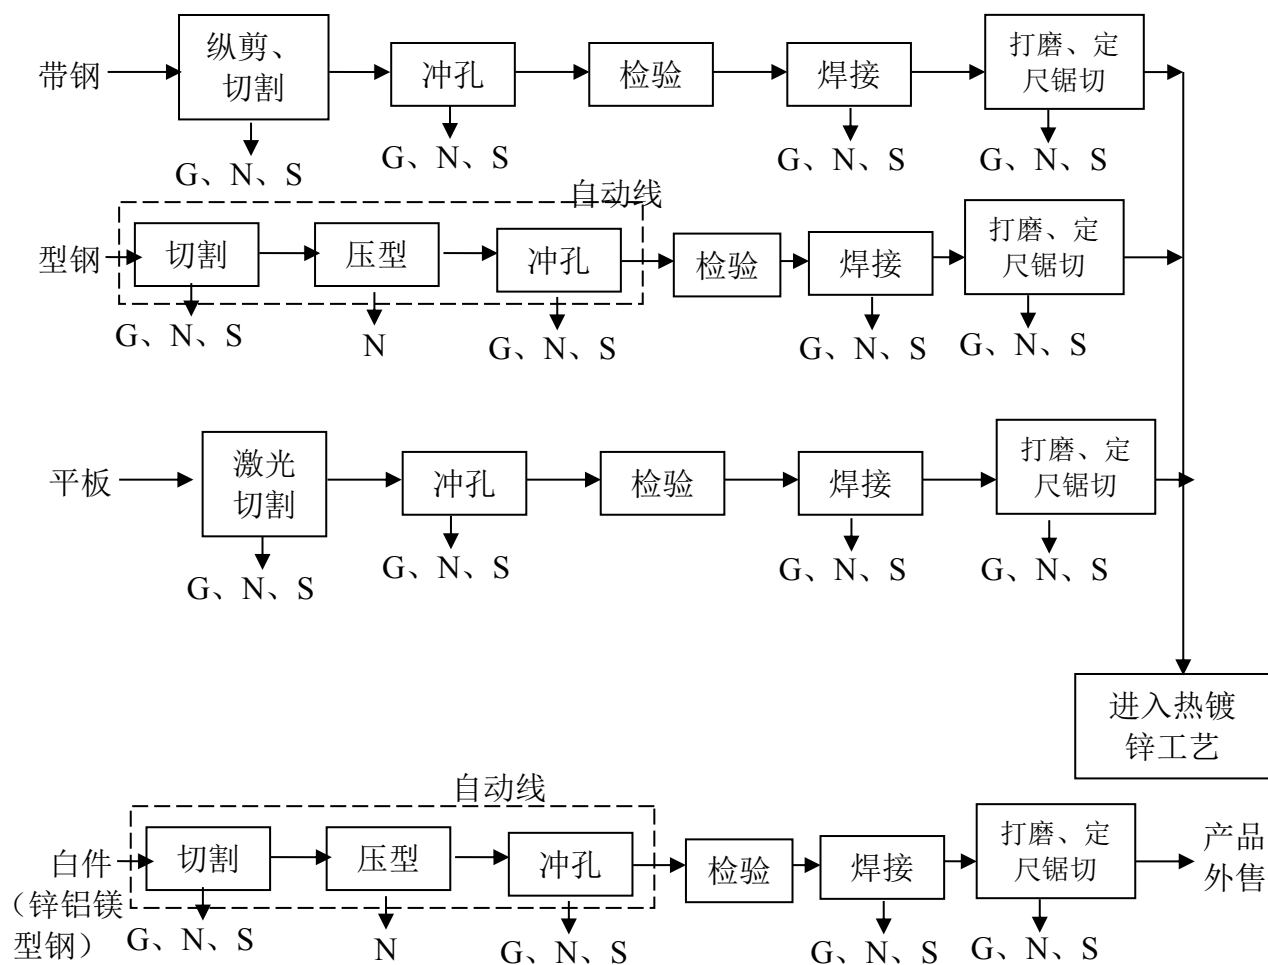 带钢
纵剪、
切割
冲孔
检验
焊接
打磨、定
尺锯切
G、N、S
G、N、S
G、N、S
G、N、S
自动线
型钢
切割
压型
冲孔
检验
焊接
打磨、定
尺锯切
G、N、S
N
G、N、S
G、N、S
G、N、S
平板
激光
切割
冲孔
检验
焊接
打磨、定
尺锯切
G、N、S
G、N、S
G、N、S
G、N、S
进入热镀
锌工艺
自动线
白件
（锌铝镁
型钢）
切割
压型
冲孔
检验
焊接
打磨、定
尺锯切
产品
外售
G、N、S
N
G、N、S
G、N、S
G、N、S